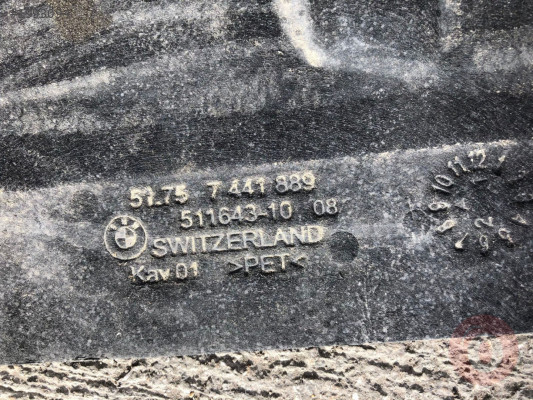 51.75 7 441 889
511643-10 08
SWITZERLAND
Kav 01 >PET<